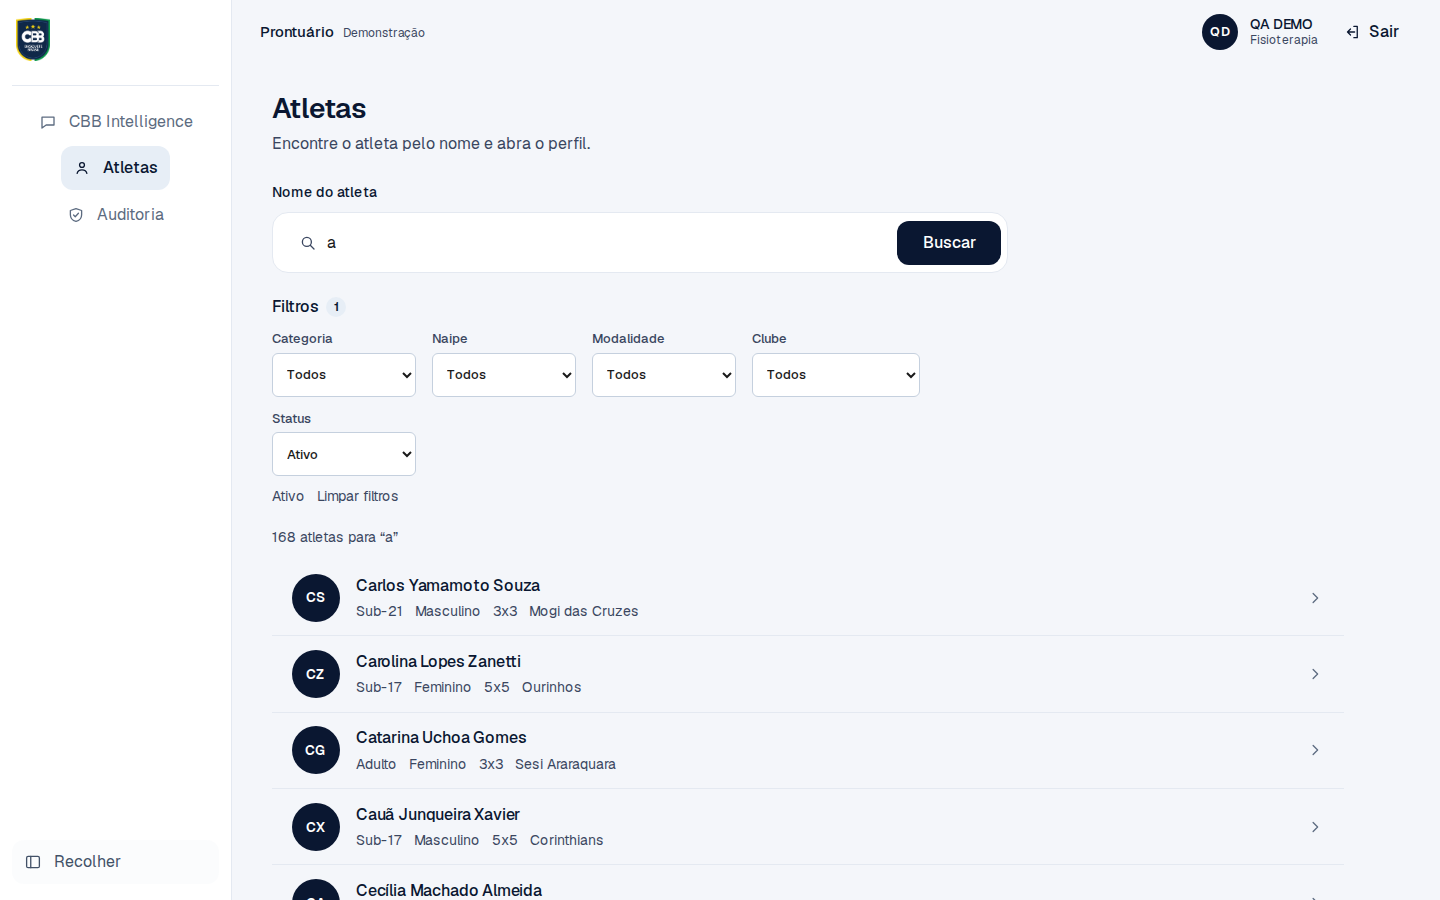 CBB
Prontuário Demonstração
QD
QA DEMO
Fisioterapia
Sair
CBB Intelligence
Atletas
Auditoria
Recolher
Atletas
Encontre o atleta pelo nome e abra o perfil.
Nome do atleta
a
Buscar
Filtros 1
Categoria Naipe Modalidade Clube
Todos Todos Todos Todos
Status
Ativo
Ativo Limpar filtros
168 atletas para “a”
CS
Carlos Yamamoto Souza
Sub-21 Masculino 3x3 Mogi das Cruzes
CZ
Carolina Lopes Zanetti
Sub-17 Feminino 5x5 Ourinhos
CG
Catarina Uchoa Gomes
Adulto Feminino 3x3 Sesi Araraquara
CX
Cauã Junqueira Xavier
Sub-17 Masculino 5x5 Corinthians
Cecília Machado Almeida